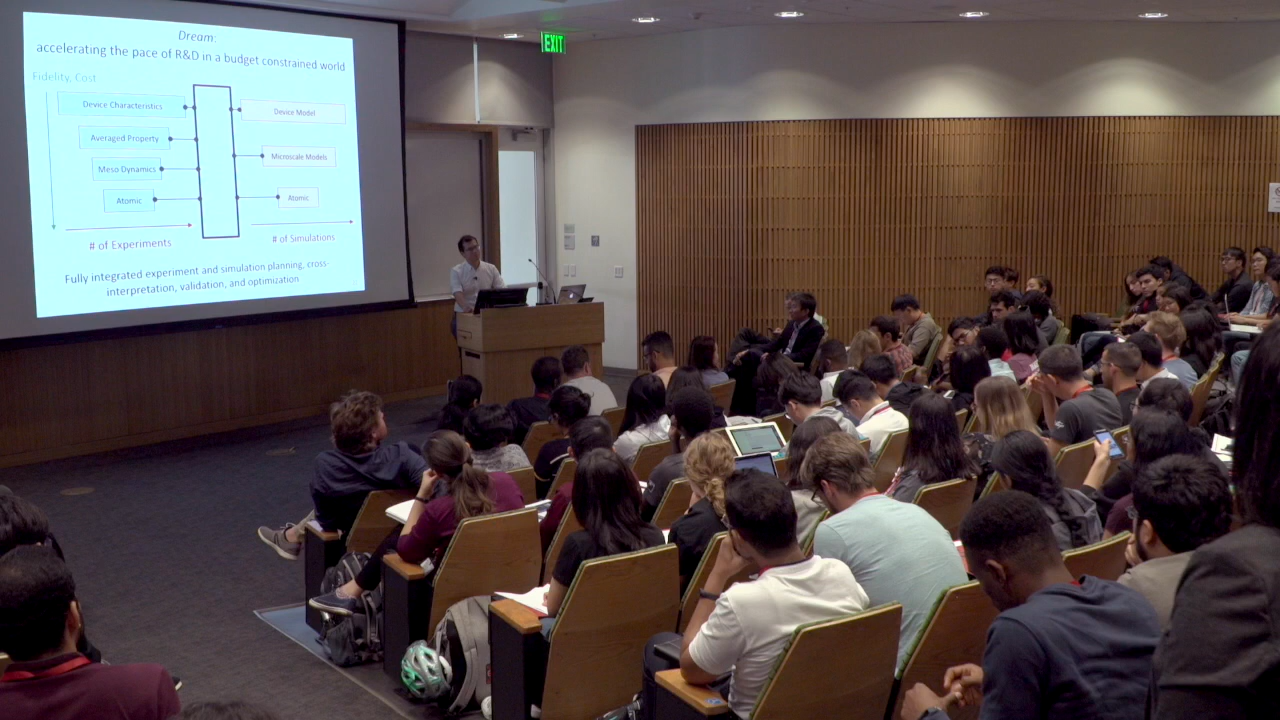 Dream:
accelerating the pace of R&D in a budget constrained world
Fidelity, Cost
Device Characteristics
Device Model
Averaged Property
Microscale Models
Meso Dynamics
Atomic
Atomic
# of Experiments
# of Simulations
Fully integrated experiment and simulation planning, cross-
interpretation, validation, and optimization
EXIT